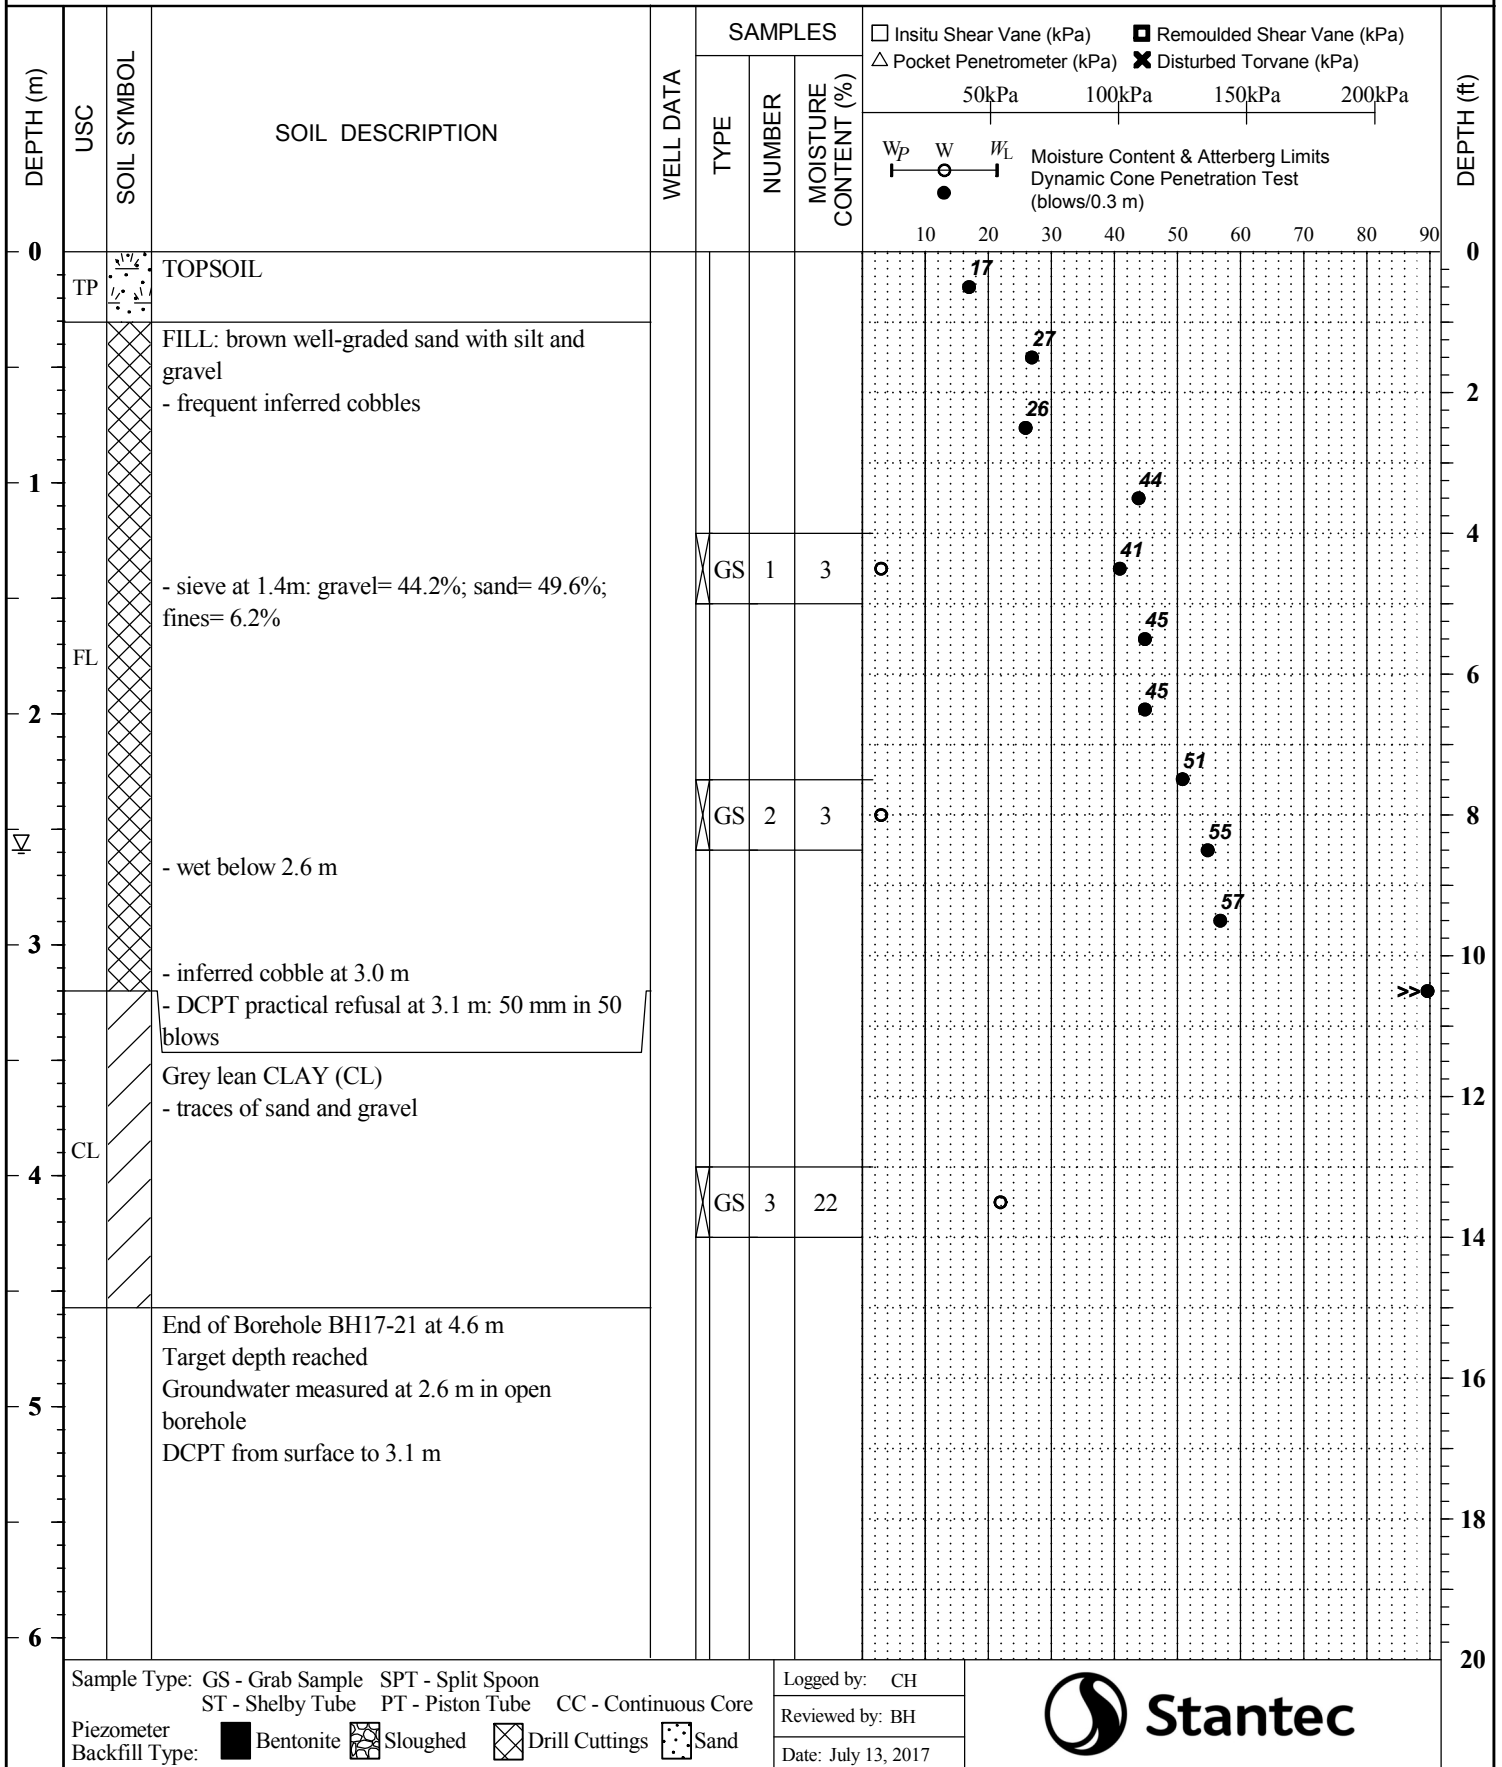 SAMPLES
Insitu Shear Vane (kPa)
Remoulded Shear Vane (kPa)
Pocket Penetrometer (kPa)
Disturbed Torvane (kPa)
DEPTH (m)
USC
SOIL SYMBOL
SOIL DESCRIPTION
WELL DATA
TYPE
NUMBER
MOISTURE
CONTENT (%)
50kPa 100kPa 150kPa 200kPa
WP W WL
Moisture Content & Atterberg Limits
Dynamic Cone Penetration Test
(blows/0.3 m)
10 20 30 40 50 60 70 80 90
DEPTH (ft)
0
TP
TOPSOIL
17
0
FILL: brown well-graded sand with silt and
gravel
- frequent inferred cobbles
27
2
26
1
44
4
GS 1 3
41
- sieve at 1.4m: gravel= 44.2%; sand= 49.6%;
fines= 6.2%
45
FL
6
45
2
51
GS 2 3
8
55
- wet below 2.6 m
57
3
10
- inferred cobble at 3.0 m
- DCPT practical refusal at 3.1 m: 50 mm in 50
blows
>>
Grey lean CLAY (CL)
- traces of sand and gravel
12
CL
4
GS 3 22
14
End of Borehole BH17-21 at 4.6 m
Target depth reached
Groundwater measured at 2.6 m in open
borehole
DCPT from surface to 3.1 m
16
5
18
6
20
Sample Type: GS - Grab Sample SPT - Split Spoon
ST - Shelby Tube PT - Piston Tube CC - Continuous Core
Piezometer
Backfill Type:
Bentonite Sloughed Drill Cuttings Sand
Logged by: CH
Reviewed by: BH
Date: July 13, 2017
Stantec